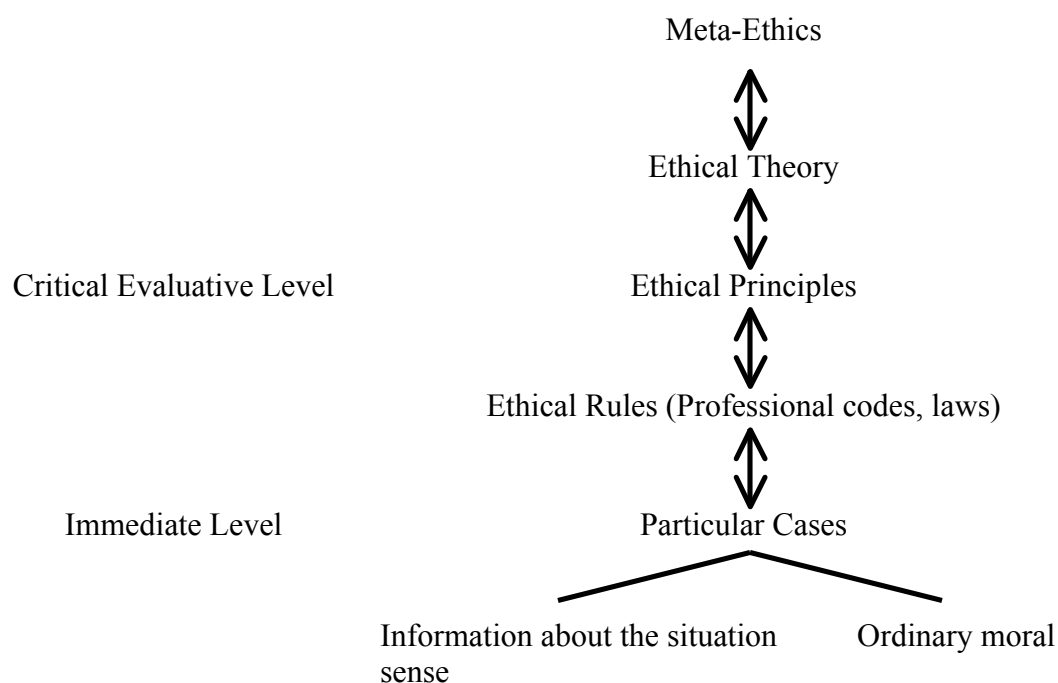 Meta-Ethics
Ethical Theory
Critical Evaluative Level Ethical Principles
Ethical Rules (Professional codes, laws)
Immediate Level Particular Cases
Information about the situation Ordinary moral
sense